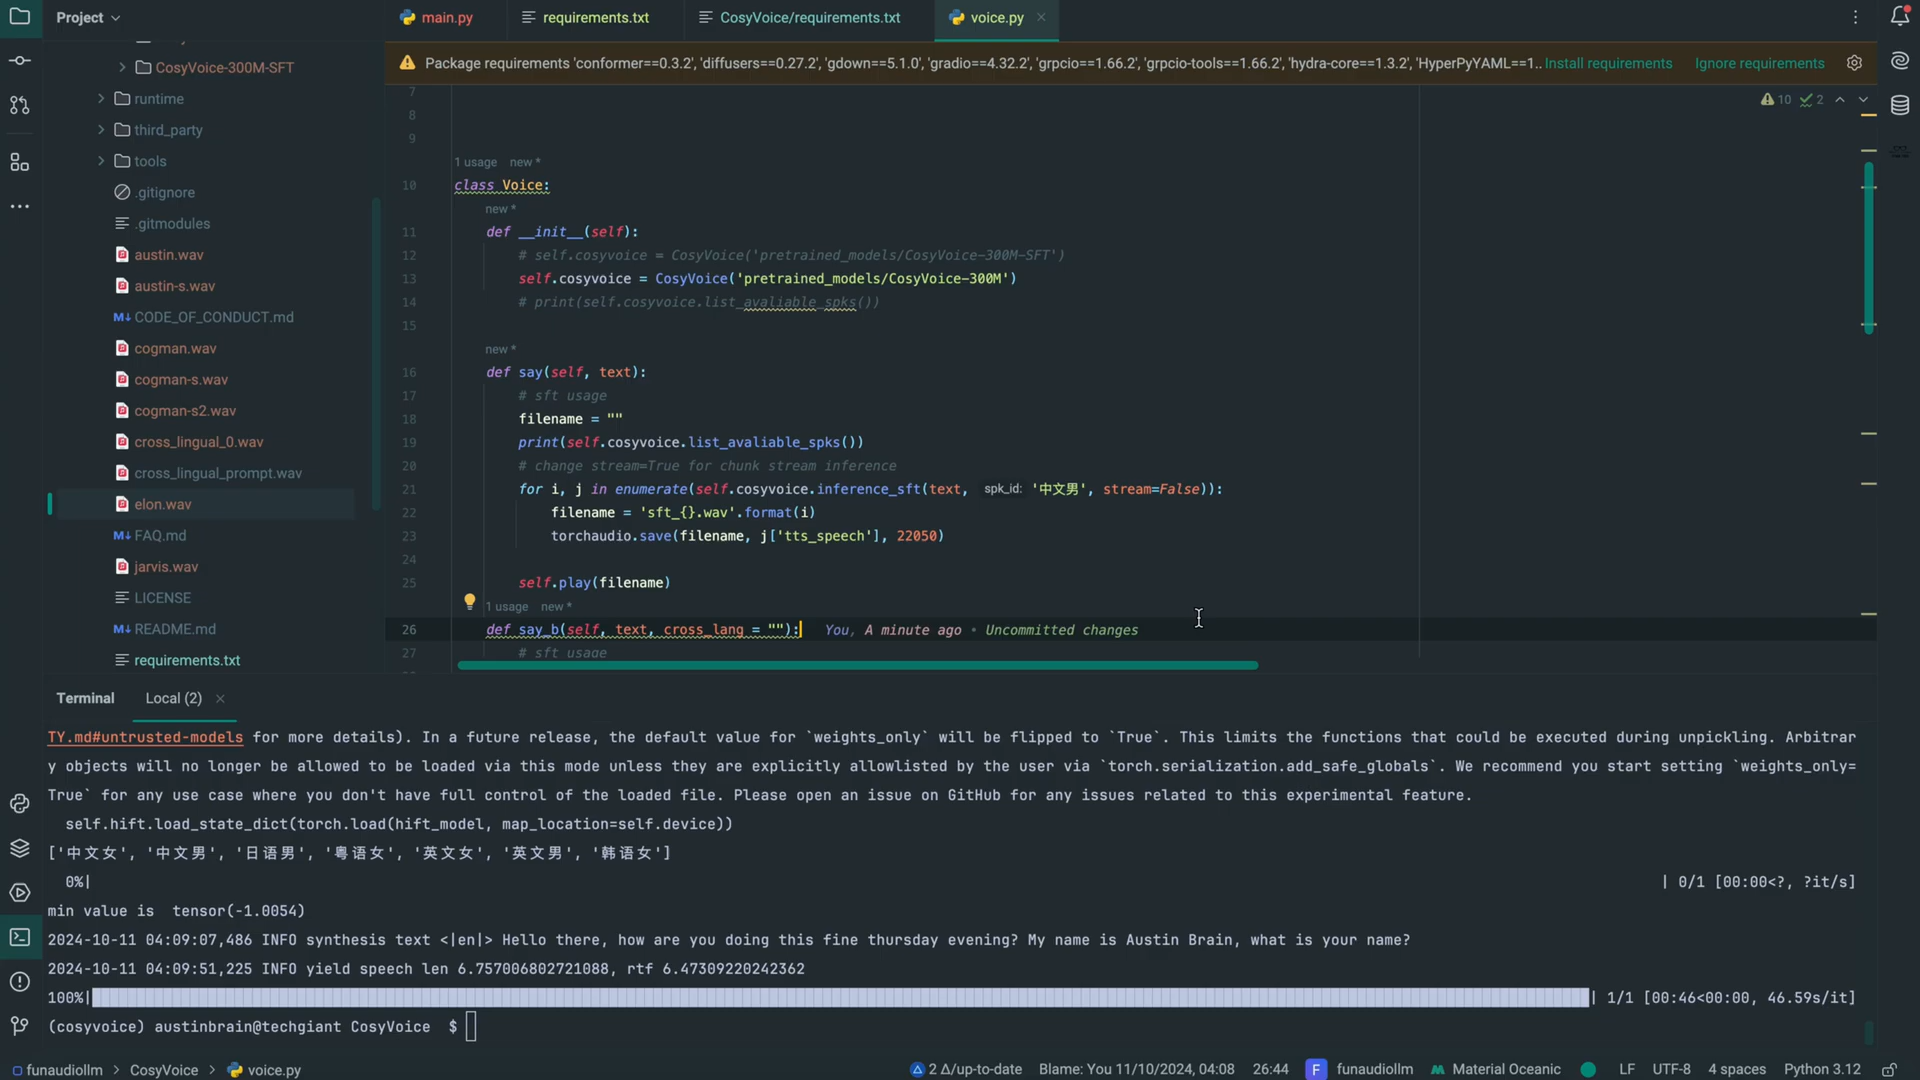 Project
main.py
requirements.txt
CosyVoice/requirements.txt
voice.py
CosyVoice-300M-SFT
runtime
third_party
tools
.gitignore
.gitmodules
austin.wav
austin-s.wav
CODE_OF_CONDUCT.md
cogman.wav
cogman-s.wav
cogman-s2.wav
cross_lingual_0.wav
cross_lingual_prompt.wav
elon.wav
FAQ.md
jarvis.wav
LICENSE
README.md
requirements.txt
Package requirements 'conformer==0.3.2', 'diffusers==0.27.2', 'gdown==5.1.0', 'gradio==4.32.2', 'grpcio==1.66.2', 'grpcio-tools==1.66.2', 'hydra-core==1.3.2', 'HyperPyYAML==1... Install requirements Ignore requirements
10 2
7
8
9
1 usage new *
10 class Voice:
new *
11 def __init__(self):
12 # self.cosyvoice = CosyVoice('pretrained_models/CosyVoice-300M-SFT')
13 self.cosyvoice = CosyVoice('pretrained_models/CosyVoice-300M')
14 # print(self.cosyvoice.list_avaliable_spks())
15
new *
16 def say(self, text):
17 # sft usage
18 filename = ""
19 print(self.cosyvoice.list_avaliable_spks())
20 # change stream=True for chunk stream inference
21 for i, j in enumerate(self.cosyvoice.inference_sft(text, spk_id: '中文男', stream=False)):
22 filename = 'sft_{}.wav'.format(i)
23 torchaudio.save(filename, j['tts_speech'], 22050)
24
25 self.play(filename)
1 usage new *
26 def say_b(self, text, cross_lang = ""): You, A minute ago • Uncommitted changes
27 # sft usage
Terminal Local (2)
TY.md#untrusted-models for more details). In a future release, the default value for `weights_only` will be flipped to `True`. This limits the functions that could be executed during unpickling. Arbitrar
y objects will no longer be allowed to be loaded via this mode unless they are explicitly allowlisted by the user via `torch.serialization.add_safe_globals`. We recommend you start setting `weights_only=
True` for any use case where you don't have full control of the loaded file. Please open an issue on GitHub for any issues related to this experimental feature.
self.hift.load_state_dict(torch.load(hift_model, map_location=self.device))
['中文女', '中文男', '日语男', '粤语女', '英文女', '英文男', '韩语女']
0%| | 0/1 [00:00<?, ?it/s]
min value is tensor(-1.0054)
2024-10-11 04:09:07,486 INFO synthesis text <|en|> Hello there, how are you doing this fine thursday evening? My name is Austin Brain, what is your name?
2024-10-11 04:09:51,225 INFO yield speech len 6.757006802721088, rtf 6.47309220242362
100%| | 1/1 [00:46<00:00, 46.59s/it]
(cosyvoice) austinbrain@techgiant CosyVoice $
funaudiollm > CosyVoice > voice.py
2 Δ/up-to-date Blame: You 11/10/2024, 04:08 26:44 F funaudiollm Material Oceanic LF UTF-8 4 spaces Python 3.12